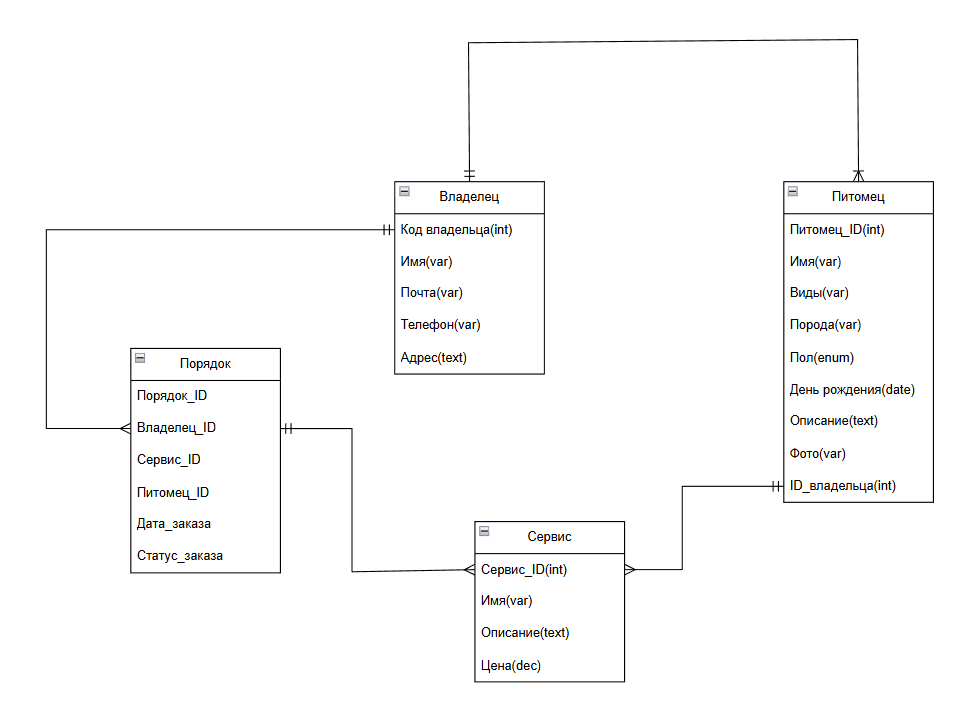 Владелец
Код владельца(int)
Имя(var)
Почта(var)
Телефон(var)
Адрес(text)
Питомец
Питомец_ID(int)
Имя(var)
Виды(var)
Порода(var)
Пол(enum)
День рождения(date)
Описание(text)
Фото(var)
ID_владельца(int)
Порядок
Порядок_ID
Владелец_ID
Сервис_ID
Питомец_ID
Дата_заказа
Статус_заказа
Сервис
Сервис_ID(int)
Имя(var)
Описание(text)
Цена(dec)